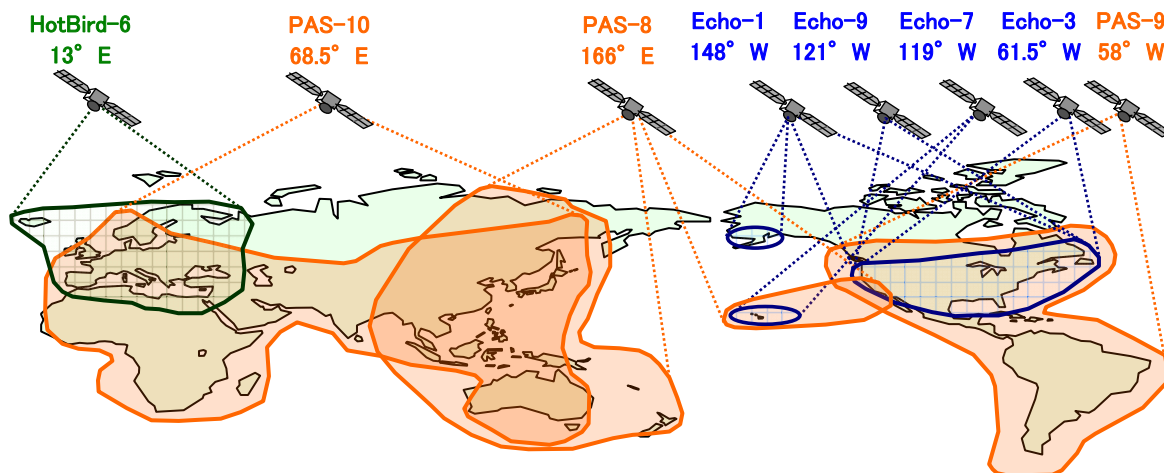 HotBird-6
13° E
PAS-10
68.5° E
PAS-8
166° E
Echo-1
148° W
Echo-9
121° W
Echo-7
119° W
Echo-3
61.5° W
PAS-9
58° W